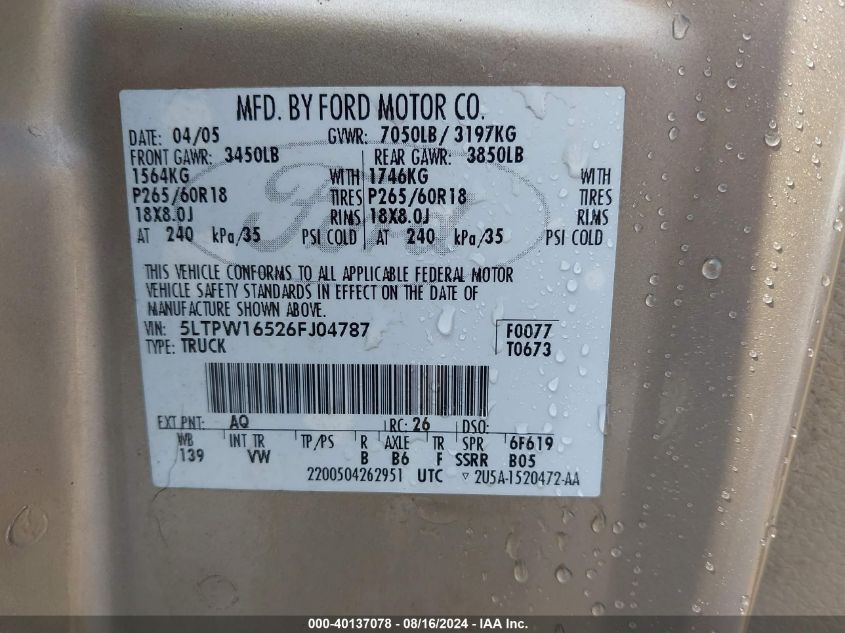 MFD. BY FORD MOTOR CO.
DATE: 04/05 GVWR: 7050LB/ 3197KG
FRONT GAWR: 3450LB REAR GAWR: 3850LB
1564KG WITH 1746KG WITH
P265/60R18 TIRES P265/60R18 TIRES
18X8.0J RIMS 18X8.0J RIMS
AT 240 kPa/35 PSI COLD AT 240 kPa/35 PSI COLD
Ford
THIS VEHICLE CONFORMS TO ALL APPLICABLE FEDERAL MOTOR
VEHICLE SAFETY STANDARDS IN EFFECT ON THE DATE OF
MANUFACTURE SHOWN ABOVE.
VIN: 5LTPW16526FJ04787 F0077
TYPE: TRUCK T0673
EXT PNT: AQ RC: 26 DSO:
WB INT TR TP/PS R AXLE TR SPR 6F619
139 VW B B6 F SSRR B05
2200504262951 UTC ▽ 2U5A-1520472-AA
000-40137078 - 08/16/2024 - IAA Inc.